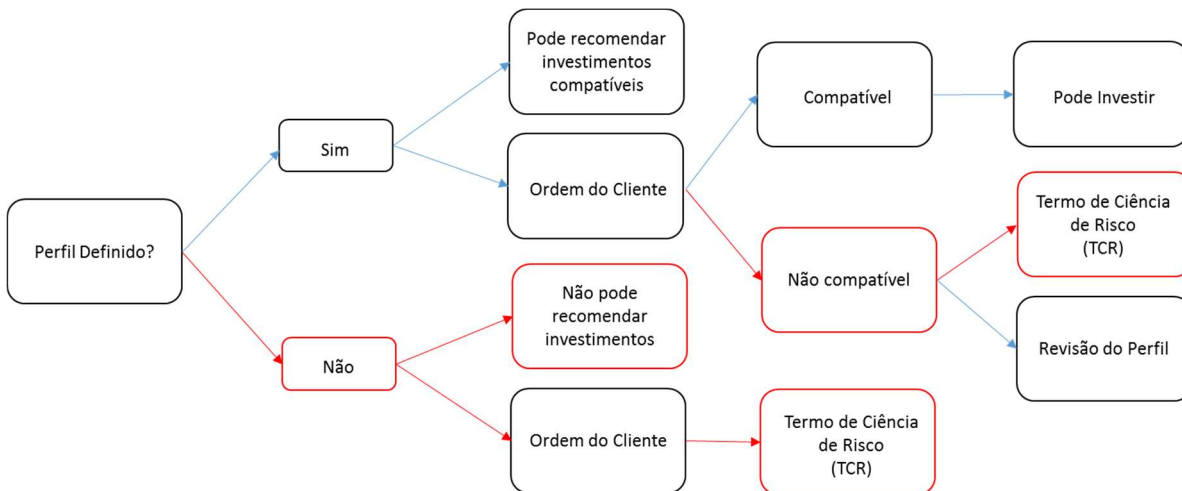 Perfil Definido?
Sim
Pode recomendar
investimentos
compatíveis
Ordem do Cliente
Compatível
Pode Investir
Não compatível
Termo de Ciência
de Risco
(TCR)
Revisão do Perfil
Não
Não pode
recomendar
investimentos
Ordem do Cliente
Termo de Ciência
de Risco
(TCR)